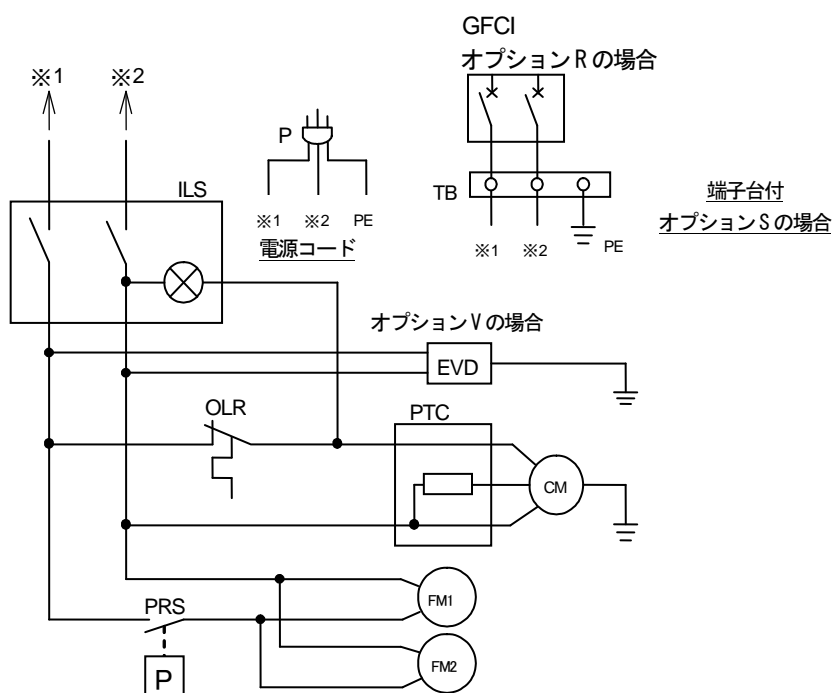 GFCI
オプションRの場合
※1 ※2
P
ILS
TB
端子台付
オプションSの場合
※1 ※2 PE
※1 ※2 PE
電源コード
オプションVの場合
EVD
OLR
PTC
CM
FM1
PRS
FM2
P